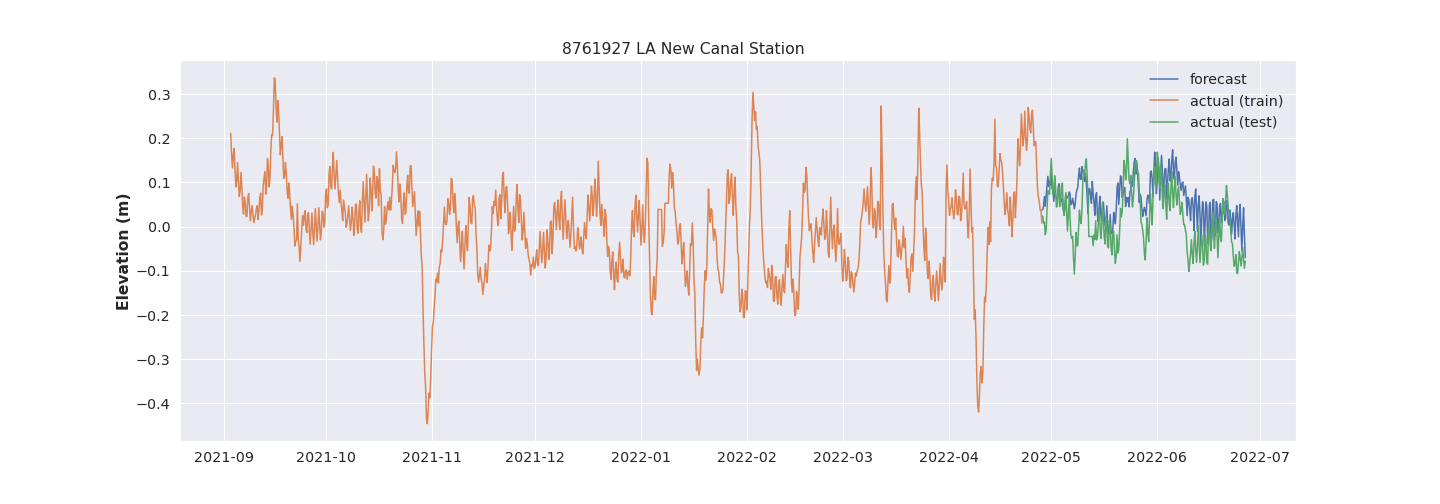 8761927 LA New Canal Station
forecast
actual (train)
actual (test)
Elevation (m)
0.3
0.2
0.1
0.0
−0.1
−0.2
−0.3
−0.4
2021-09 2021-10 2021-11 2021-12 2022-01 2022-02 2022-03 2022-04 2022-05 2022-06 2022-07